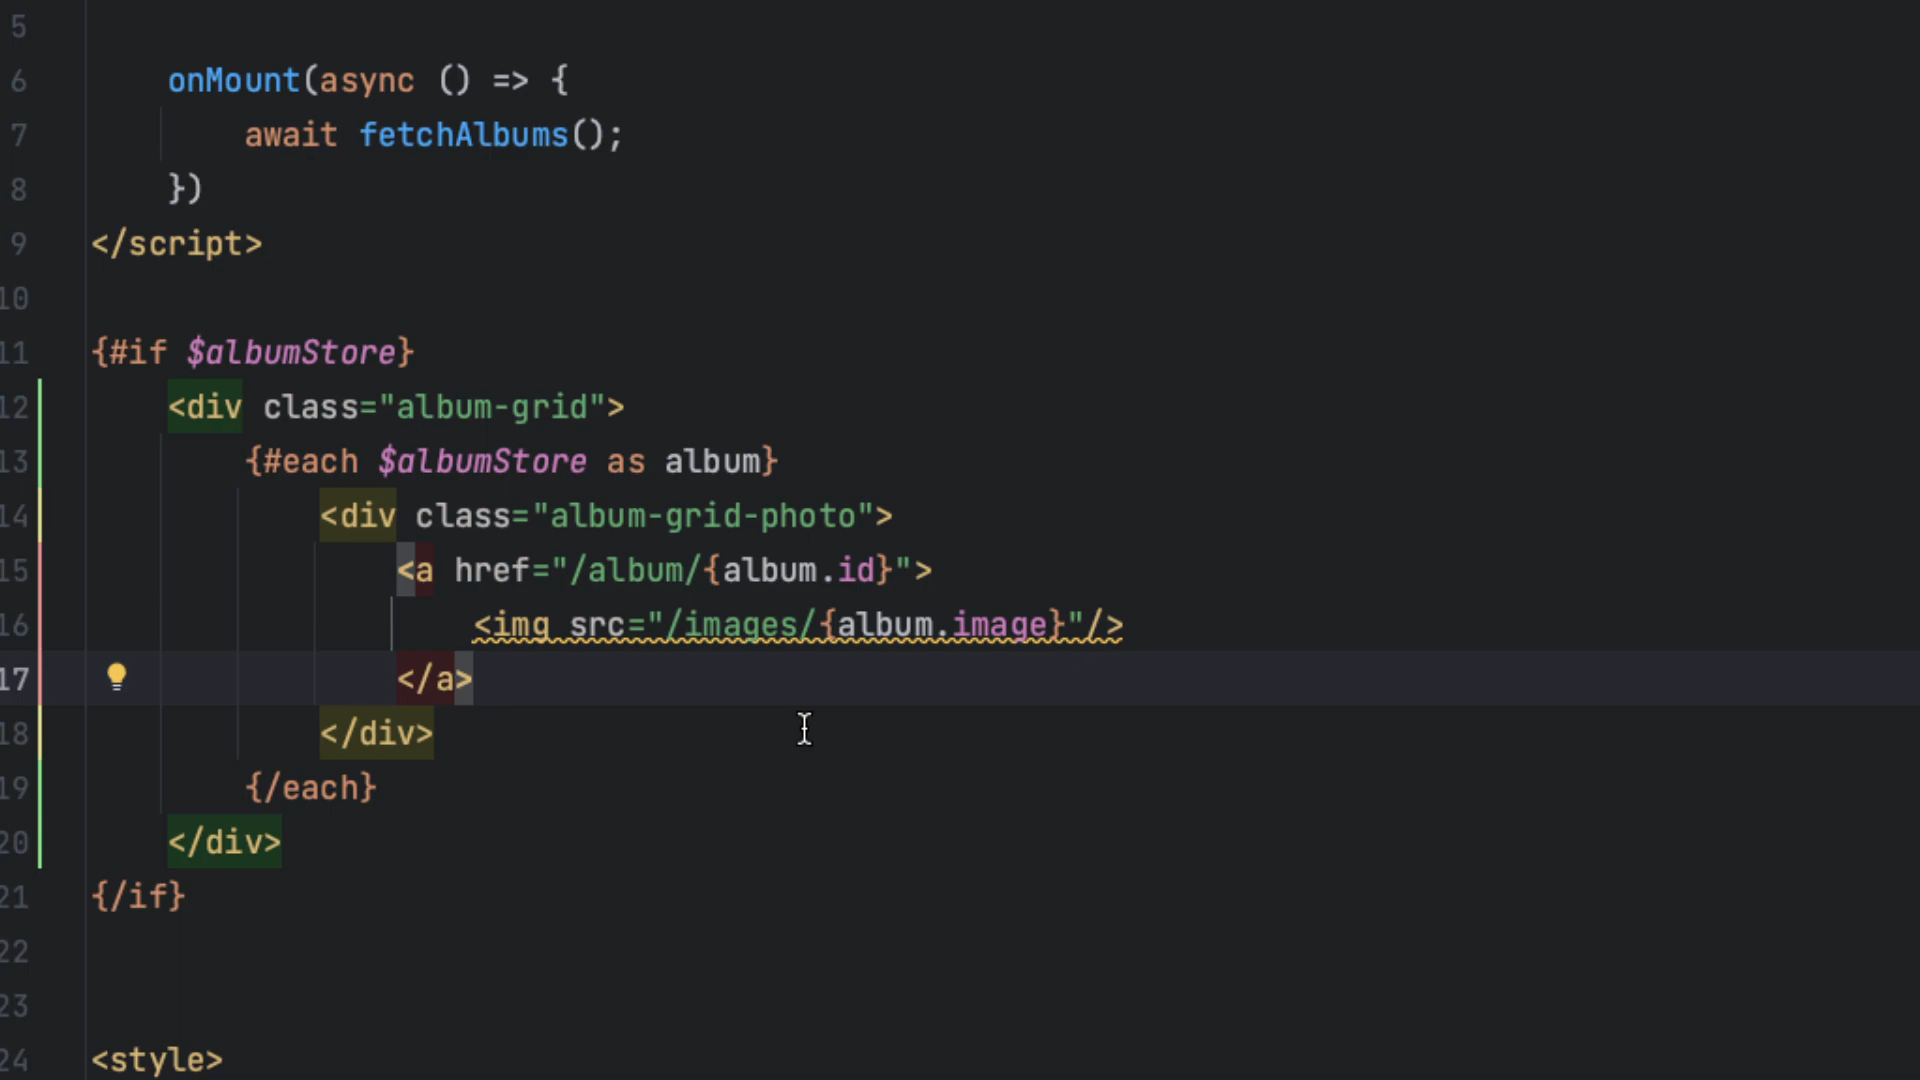 5
6 onMount(async () => {
7 await fetchAlbums();
8 })
9 </script>
10
11 {#if $albumStore}
12 <div class="album-grid">
13 {#each $albumStore as album}
14 <div class="album-grid-photo">
15 <a href="/album/{album.id}">
16 <img src="/images/{album.image}"/>
17 </a>
18 </div>
19 {/each}
20 </div>
21 {/if}
22
23
24 <style>